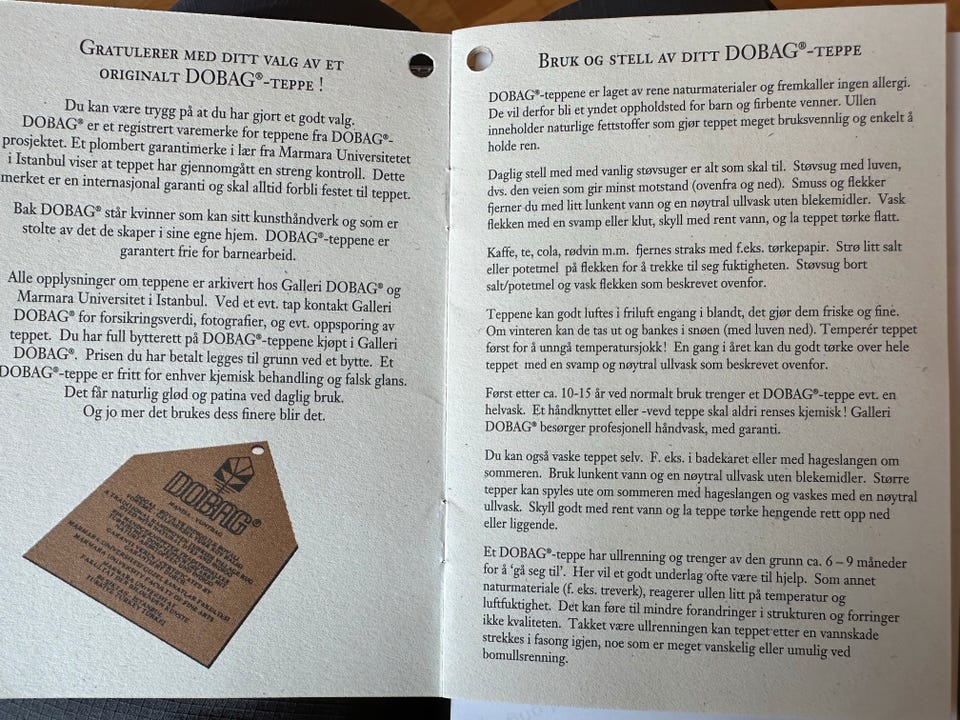 Gratulerer med ditt valg av et
originalt DOBAG®-teppe !
Du kan være trygg på at du har gjort et godt valg.
DOBAG® er et registrert varemerke for teppene fra DOBAG®-
prosjektet. Et plombert garantimerke i lær fra Marmara Universitetet
i Istanbul viser at teppet har gjennomgått en streng kontroll. Dette
merket er en internasjonal garanti og skal alltid forbli festet til teppet.
Bak DOBAG® står kvinner som kan sitt kunsthåndverk og som er
stolte av det de skaper i sine egne hjem. DOBAG®-teppene er
garantert frie for barnearbeid.
Alle opplysninger om teppene er arkivert hos Galleri DOBAG® og
Marmara Universitet i Istanbul. Ved et evt. tap kontakt Galleri
DOBAG® for forsikringsverdi, fotografier, og evt. oppsporing av
teppet. Du har full bytterett på DOBAG®-teppene kjøpt i Galleri
DOBAG®. Prisen du har betalt legges til grunn ved et bytte. Et
DOBAG®-teppe er fritt for enhver kjemisk behandling og falsk glans.
Det får naturlig glød og patina ved daglig bruk.
Og jo mer det brukes dess finere blir det.
DOBAG®
Bruk og stell av ditt DOBAG®-teppe
DOBAG®-teppene er laget av rene naturmaterialer og fremkaller ingen allergi.
De vil derfor bli et yndet oppholdsted for barn og firbente venner. Ullen
inneholder naturlige fettstoffer som gjør teppet meget bruksvennlig og enkelt å
holde ren.
Daglig stell med med vanlig støvsuger er alt som skal til. Støvsug med luven,
dvs. den veien som gir minst motstand (ovenfra og ned). Smuss og flekker
fjerner du med litt lunkent vann og en nøytral ullvask uten blekemidler. Vask
flekken med en svamp eller klut, skyll med rent vann, og la teppet tørke flatt.
Kaffe, te, cola, rødvin m.m. fjernes straks med f.eks. tørkepapir. Strø litt salt
eller potetmel på flekken for å trekke til seg fuktigheten. Støvsug bort
salt/potetmel og vask flekken som beskrevet ovenfor.
Teppene kan godt luftes i friluft engang i blandt, det gjør dem friske og fine.
Om vinteren kan de tas ut og bankes i snøen (med luven ned). Temperér teppet
først for å unngå temperatursjokk! En gang i året kan du godt tørke over hele
teppet med en svamp og nøytral ullvask som beskrevet ovenfor.
Først etter ca. 10-15 år ved normalt bruk trenger et DOBAG®-teppe evt. en
helvask. Et håndknyttet eller -vevd teppe skal aldri renses kjemisk! Galleri
DOBAG® besørger profesjonell håndvask, med garanti.
Du kan også vaske teppet selv. F. eks. i badekaret eller med hageslangen om
sommeren. Bruk lunkent vann og en nøytral ullvask uten blekemidler. Større
tepper kan spyles ute om sommeren med hageslangen og vaskes med en nøytral
ullvask. Skyll godt med rent vann og la teppe tørke hengende rett opp ned
eller liggende.
Et DOBAG®-teppe har ullrenning og trenger av den grunn ca. 6 – 9 måneder
for å ‘gå seg til’. Her vil et godt underlag ofte være til hjelp. Som annet
naturmateriale (f. eks. treverk), reagerer ullen litt på temperatur og
luftfuktighet. Det kan føre til mindre forandringer i strukturen og forringer
ikke kvaliteten. Takket være ullrenningen kan teppet etter en vannskade
strekkes i fasong igjen, noe som er meget vanskelig eller umulig ved
bomullsrenning.